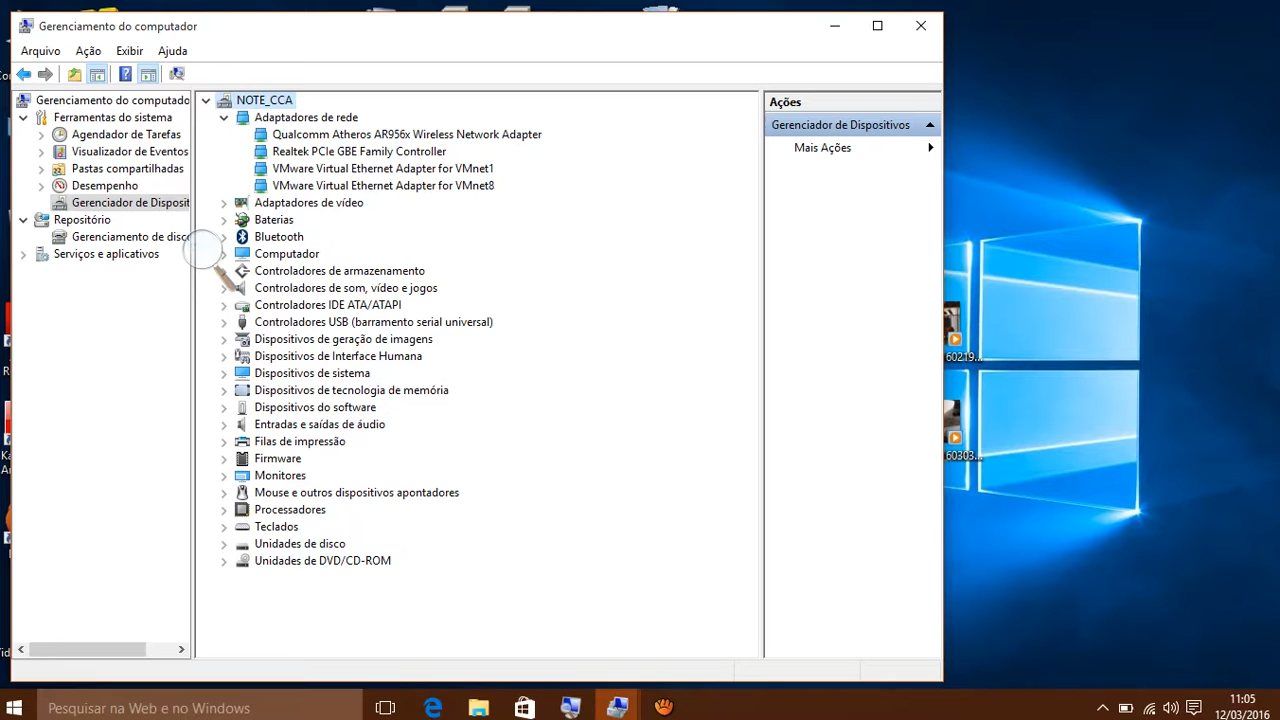 Gerenciamento do computador
Arquivo Ação Exibir Ajuda
Gerenciamento do computado
Ferramentas do sistema
Agendador de Tarefas
Visualizador de Eventos
Pastas compartilhadas
Desempenho
Gerenciador de Disposit
Repositório
Gerenciamento de disc
Serviços e aplicativos
NOTE_CCA
Adaptadores de rede
Qualcomm Atheros AR956x Wireless Network Adapter
Realtek PCIe GBE Family Controller
VMware Virtual Ethernet Adapter for VMnet1
VMware Virtual Ethernet Adapter for VMnet8
Adaptadores de vídeo
Baterias
Bluetooth
Computador
Controladores de armazenamento
Controladores de som, vídeo e jogos
Controladores IDE ATA/ATAPI
Controladores USB (barramento serial universal)
Dispositivos de geração de imagens
Dispositivos de Interface Humana
Dispositivos de sistema
Dispositivos de tecnologia de memória
Dispositivos do software
Entradas e saídas de áudio
Filas de impressão
Firmware
Monitores
Mouse e outros dispositivos apontadores
Processadores
Teclados
Unidades de disco
Unidades de DVD/CD-ROM
Ações
Gerenciador de Dispositivos
Mais Ações
60219...
60303...
Pesquisar na Web e no Windows
11:05
12/03/2016